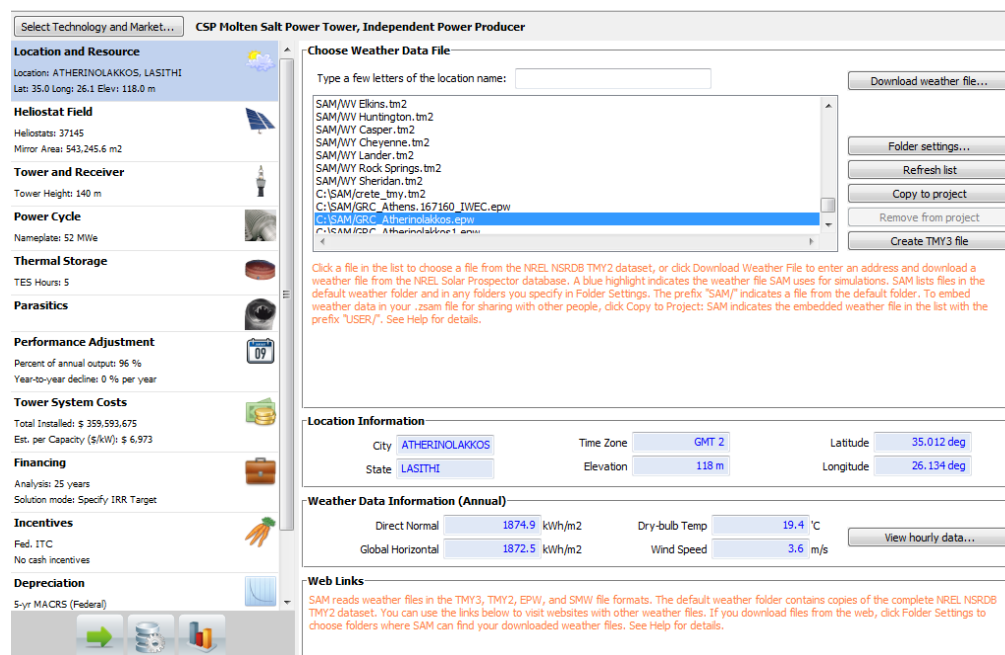 Select Technology and Market... CSP Molten Salt Power Tower, Independent Power Producer
Location and Resource
Location: ATHERINOLAKKOS, LASITHI
Lat: 35.0 Long: 26.1 Elev: 118.0 m
Heliostat Field
Heliostats: 37145
Mirror Area: 543,245.6 m2
Tower and Receiver
Tower Height: 140 m
Power Cycle
Nameplate: 52 MWe
Thermal Storage
TES Hours: 5
Parasitics
Performance Adjustment
09
Percent of annual output: 96 %
Year-to-year decline: 0 % per year
Tower System Costs
Total Installed: $ 359,593,675
Est. per Capacity ($/kW): $ 6,973
Financing
Analysis: 25 years
Solution mode: Specify IRR Target
Incentives
Fed. ITC
No cash incentives
Depreciation
5-yr MACRS (Federal)
Choose Weather Data File
Type a few letters of the location name:
Download weather file...
SAM/WV Elkins.tm2
SAM/WV Huntington.tm2
SAM/WY Casper.tm2
SAM/WY Cheyenne.tm2
SAM/WY Lander.tm2
SAM/WY Rock Springs.tm2
SAM/WY Sheridan.tm2
C:\SAM/crete_tmy.tm2
C:\SAM/GRC_Athens.167160_IWEC.epw
C:\SAM/GRC_Atherinolakkos.epw
C:\SAM/GRC_Atherinolakkos1.epw
Folder settings...
Refresh list
Copy to project
Remove from project
Create TMY3 file
Click a file in the list to choose a file from the NREL NSRDB TMY2 dataset, or click Download Weather File to enter an address and download a
weather file from the NREL Solar Prospector database. A blue highlight indicates the weather file SAM uses for simulations. SAM lists files in the
default weather folder and in any folders you specify in Folder Settings. The prefix "SAM/" indicates a file from the default folder. To embed
weather data in your .zsam file for sharing with other people, click Copy to Project: SAM indicates the embedded weather file in the list with the
prefix "USER/". See Help for details.
Location Information
City ATHERINOLAKKOS Time Zone GMT 2 Latitude 35.012 deg
State LASITHI Elevation 118 m Longitude 26.134 deg
Weather Data Information (Annual)
Direct Normal 1874.9 kWh/m2 Dry-bulb Temp 19.4 'C
Global Horizontal 1872.5 kWh/m2 Wind Speed 3.6 m/s
View hourly data...
Web Links
SAM reads weather files in the TMY3, TMY2, EPW, and SMW file formats. The default weather folder contains copies of the complete NREL NSRDB
TMY2 dataset. You can use the links below to visit websites with other weather files. If you download files from the web, click Folder Settings to
choose folders where SAM can find your downloaded weather files. See Help for details.